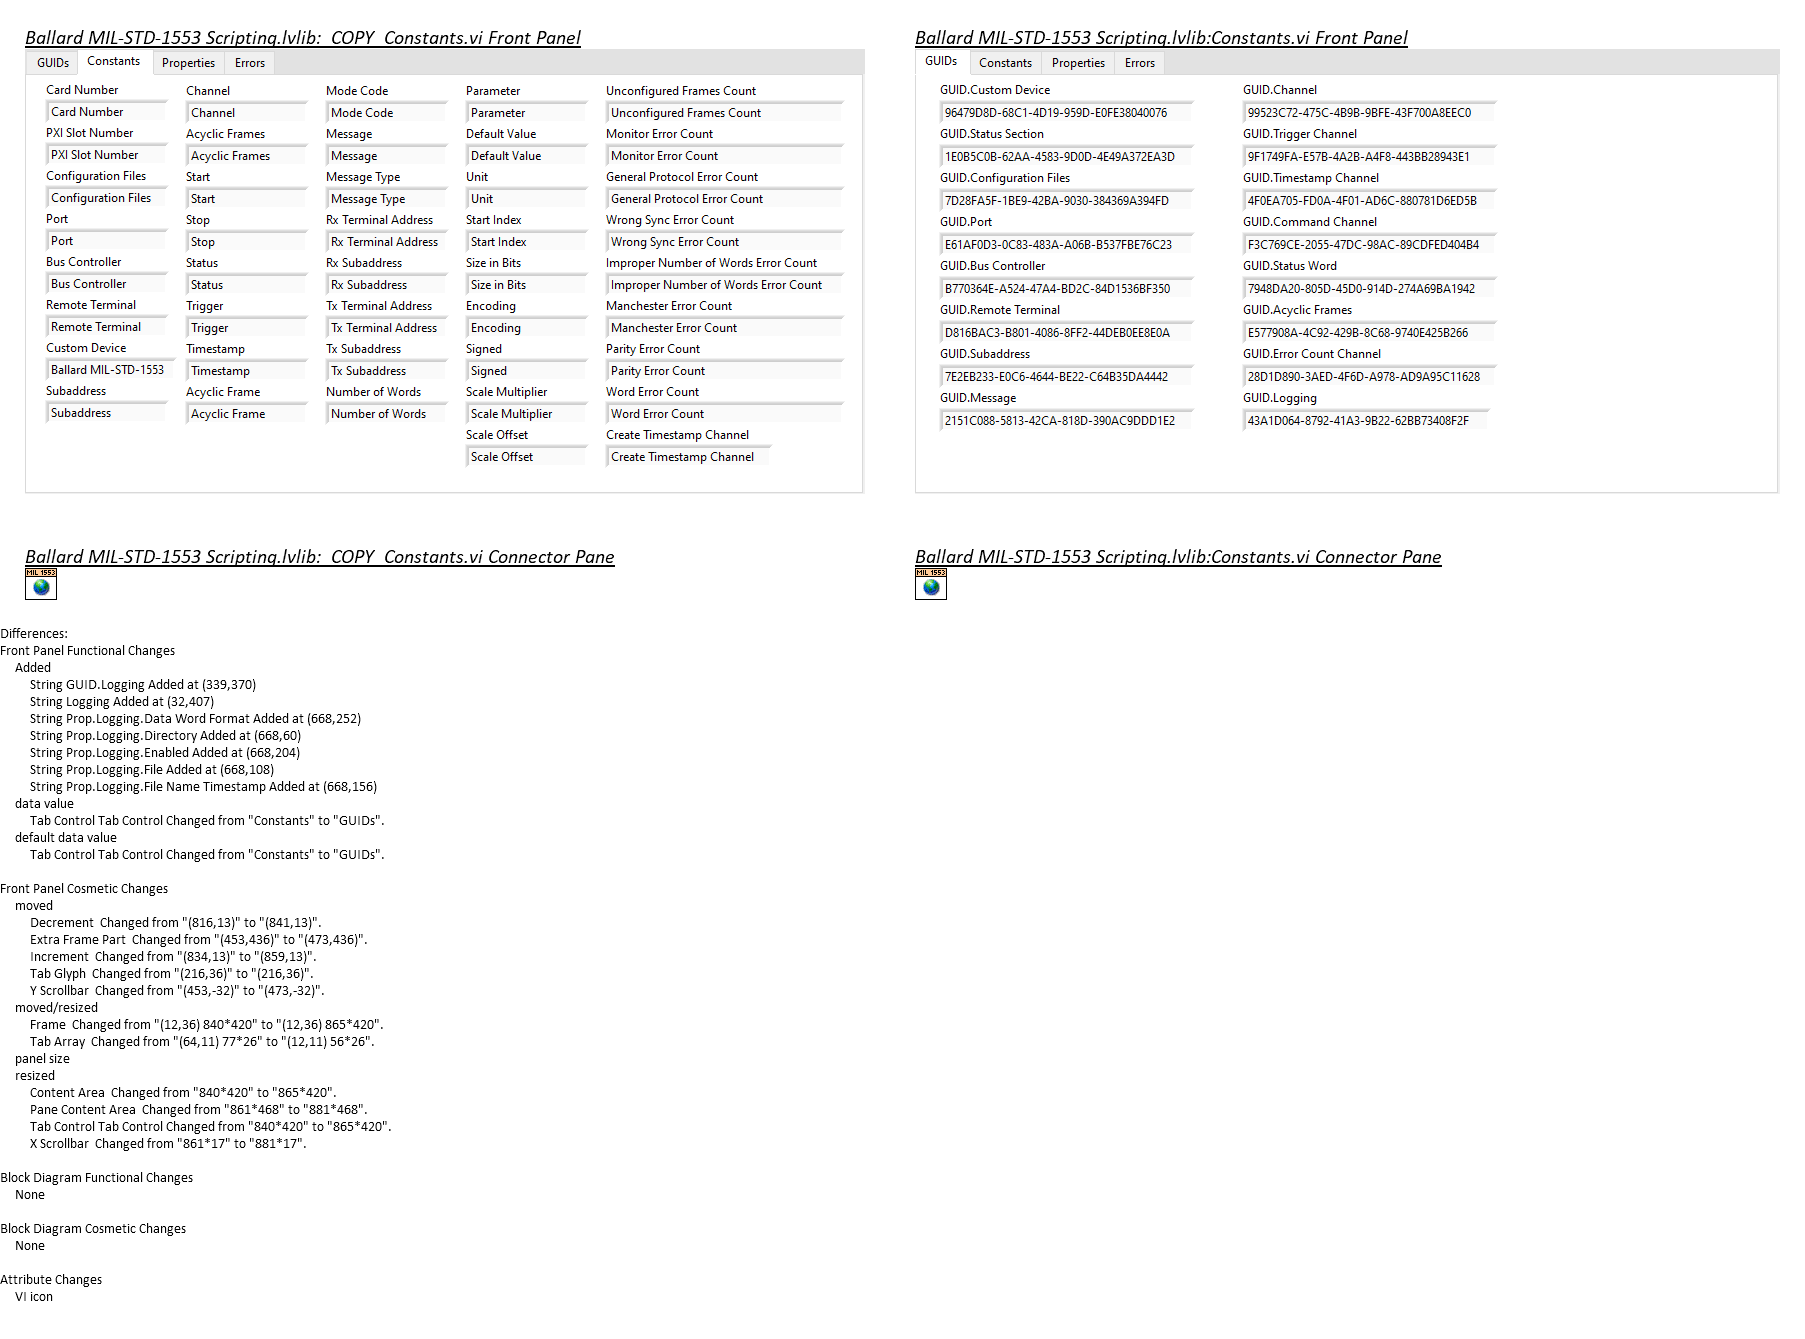 Ballard MIL-STD-1553 Scripting.lvlib:_COPY_Constants.vi Front Panel
GUIDs Constants Properties Errors
Card Number Channel Mode Code Parameter Unconfigured Frames Count
Card Number Channel Mode Code Parameter Unconfigured Frames Count
PXI Slot Number Acyclic Frames Message Default Value Monitor Error Count
PXI Slot Number Acyclic Frames Message Default Value Monitor Error Count
Configuration Files Start Message Type Unit General Protocol Error Count
Configuration Files Start Message Type Unit General Protocol Error Count
Port Stop Rx Terminal Address Start Index Wrong Sync Error Count
Port Stop Rx Terminal Address Start Index Wrong Sync Error Count
Bus Controller Status Rx Subaddress Size in Bits Improper Number of Words Error Count
Bus Controller Status Rx Subaddress Size in Bits Improper Number of Words Error Count
Remote Terminal Trigger Tx Terminal Address Encoding Manchester Error Count
Remote Terminal Trigger Tx Terminal Address Encoding Manchester Error Count
Custom Device Timestamp Tx Subaddress Signed Parity Error Count
Ballard MIL-STD-1553 Timestamp Tx Subaddress Signed Parity Error Count
Subaddress Acyclic Frame Number of Words Scale Multiplier Word Error Count
Subaddress Acyclic Frame Number of Words Scale Multiplier Word Error Count
Scale Offset Create Timestamp Channel
Scale Offset Create Timestamp Channel
Ballard MIL-STD-1553 Scripting.lvlib:Constants.vi Front Panel
GUIDs Constants Properties Errors
GUID.Custom Device GUID.Channel
96479D8D-68C1-4D19-959D-E0FE38040076 99523C72-475C-4B9B-9BFE-43F700A8EEC0
GUID.Status Section GUID.Trigger Channel
1E0B5C0B-62AA-4583-9D0D-4E49A372EA3D 9F1749FA-E57B-4A2B-A4F8-443BB28943E1
GUID.Configuration Files GUID.Timestamp Channel
7D28FA5F-1BE9-42BA-9030-384369A394FD 4F0EA705-FD0A-4F01-AD6C-880781D6ED5B
GUID.Port GUID.Command Channel
E61AF0D3-0C83-483A-A06B-B537FBE76C23 F3C769CE-2055-47DC-98AC-89CDFED404B4
GUID.Bus Controller GUID.Status Word
B770364E-A524-47A4-BD2C-84D1536BF350 7948DA20-805D-45D0-914D-274A69BA1942
GUID.Remote Terminal GUID.Acyclic Frames
D816BAC3-B801-4086-8FF2-44DEB0EE8E0A E577908A-4C92-429B-8C68-9740E425B266
GUID.Subaddress GUID.Error Count Channel
7E2EB233-E0C6-4644-BE22-C64B35DA4442 28D1D890-3AED-4F6D-A978-AD9A95C11628
GUID.Message GUID.Logging
2151C088-5813-42CA-818D-390AC9DDD1E2 43A1D064-8792-41A3-9B22-62BB73408F2F
Ballard MIL-STD-1553 Scripting.lvlib:_COPY_Constants.vi Connector Pane
MIL 1553
Ballard MIL-STD-1553 Scripting.lvlib:Constants.vi Connector Pane
MIL 1553
Differences:
Front Panel Functional Changes
Added
String GUID.Logging Added at (339,370)
String Logging Added at (32,407)
String Prop.Logging.Data Word Format Added at (668,252)
String Prop.Logging.Directory Added at (668,60)
String Prop.Logging.Enabled Added at (668,204)
String Prop.Logging.File Added at (668,108)
String Prop.Logging.File Name Timestamp Added at (668,156)
data value
Tab Control Tab Control Changed from "Constants" to "GUIDs".
default data value
Tab Control Tab Control Changed from "Constants" to "GUIDs".
Front Panel Cosmetic Changes
moved
Decrement  Changed from "(816,13)" to "(841,13)".
Extra Frame Part  Changed from "(453,436)" to "(473,436)".
Increment  Changed from "(834,13)" to "(859,13)".
Tab Glyph  Changed from "(216,36)" to "(216,36)".
Y Scrollbar  Changed from "(453,-32)" to "(473,-32)".
moved/resized
Frame  Changed from "(12,36) 840*420" to "(12,36) 865*420".
Tab Array  Changed from "(64,11) 77*26" to "(12,11) 56*26".
panel size
resized
Content Area  Changed from "840*420" to "865*420".
Pane Content Area  Changed from "861*468" to "881*468".
Tab Control Tab Control Changed from "840*420" to "865*420".
X Scrollbar  Changed from "861*17" to "881*17".
Block Diagram Functional Changes
None
Block Diagram Cosmetic Changes
None
Attribute Changes
VI icon